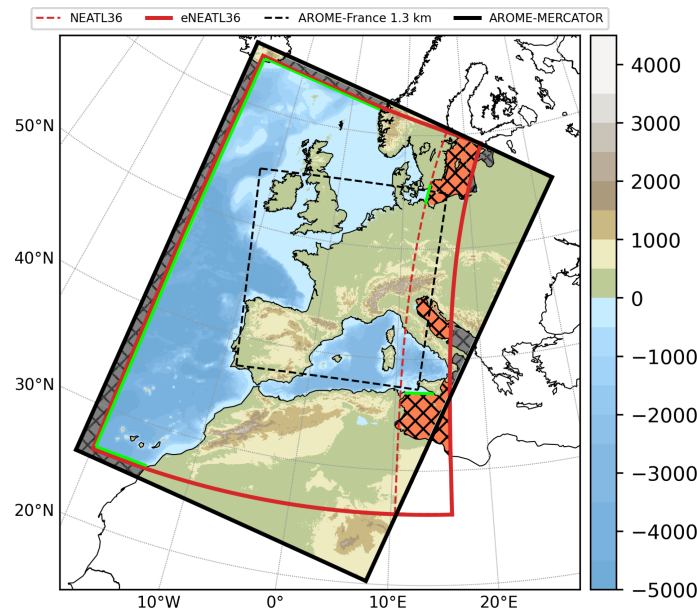 NEATL36 eNEATL36 AROME-France 1.3 km AROME-MERCATOR
50°N
40°N
30°N
20°N
10°W 0°E 10°E 20°E
4000
3000
2000
1000
0
−1000
−2000
−3000
−4000
−5000